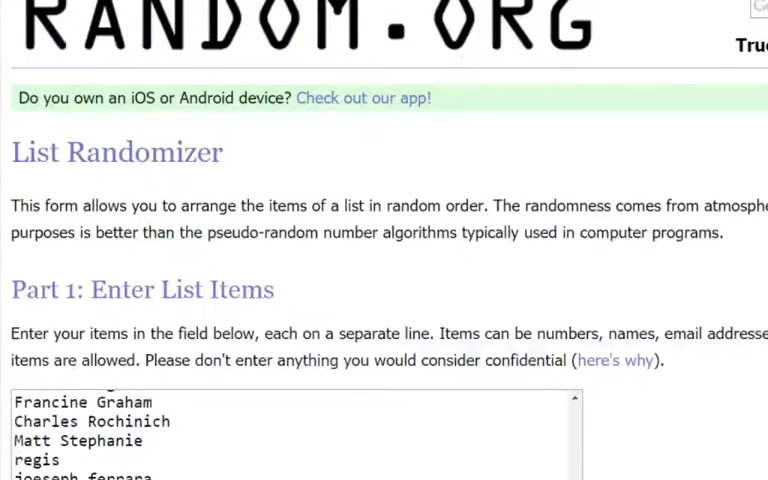 RANDOM.ORG
True
Do you own an iOS or Android device? Check out our app!
List Randomizer
This form allows you to arrange the items of a list in random order. The randomness comes from atmosphe
purposes is better than the pseudo-random number algorithms typically used in computer programs.
Part 1: Enter List Items
Enter your items in the field below, each on a separate line. Items can be numbers, names, email addresse
items are allowed. Please don't enter anything you would consider confidential (here's why).
Francine Graham
Charles Rochinich
Matt Stephanie
regis
joeseph ferrara